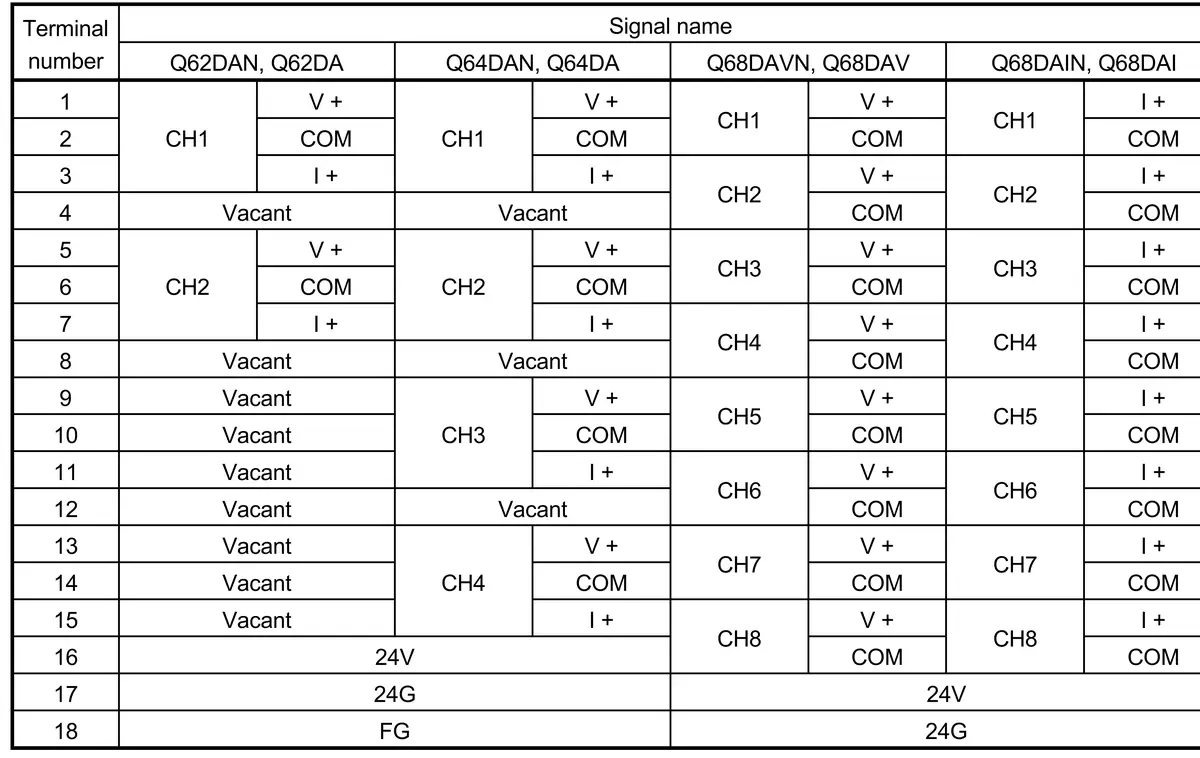 Terminal number Signal name
Q62DAN, Q62DA Q64DAN, Q64DA Q68DAVN, Q68DAV Q68DAIN, Q68DAI
1 CH1 V + CH1 V + CH1 V + CH1 I +
2 COM COM COM COM
3 I + I + CH2 V + CH2 I +
4 Vacant Vacant COM COM
5 CH2 V + CH2 V + CH3 V + CH3 I +
6 COM COM COM COM
7 I + I + CH4 V + CH4 I +
8 Vacant Vacant COM COM
9 Vacant CH3 V + CH5 V + CH5 I +
10 Vacant COM COM COM
11 Vacant I + CH6 V + CH6 I +
12 Vacant Vacant COM COM
13 Vacant CH4 V + CH7 V + CH7 I +
14 Vacant COM COM COM
15 Vacant I + CH8 V + CH8 I +
16 24V COM COM
17 24G 24V
18 FG 24G